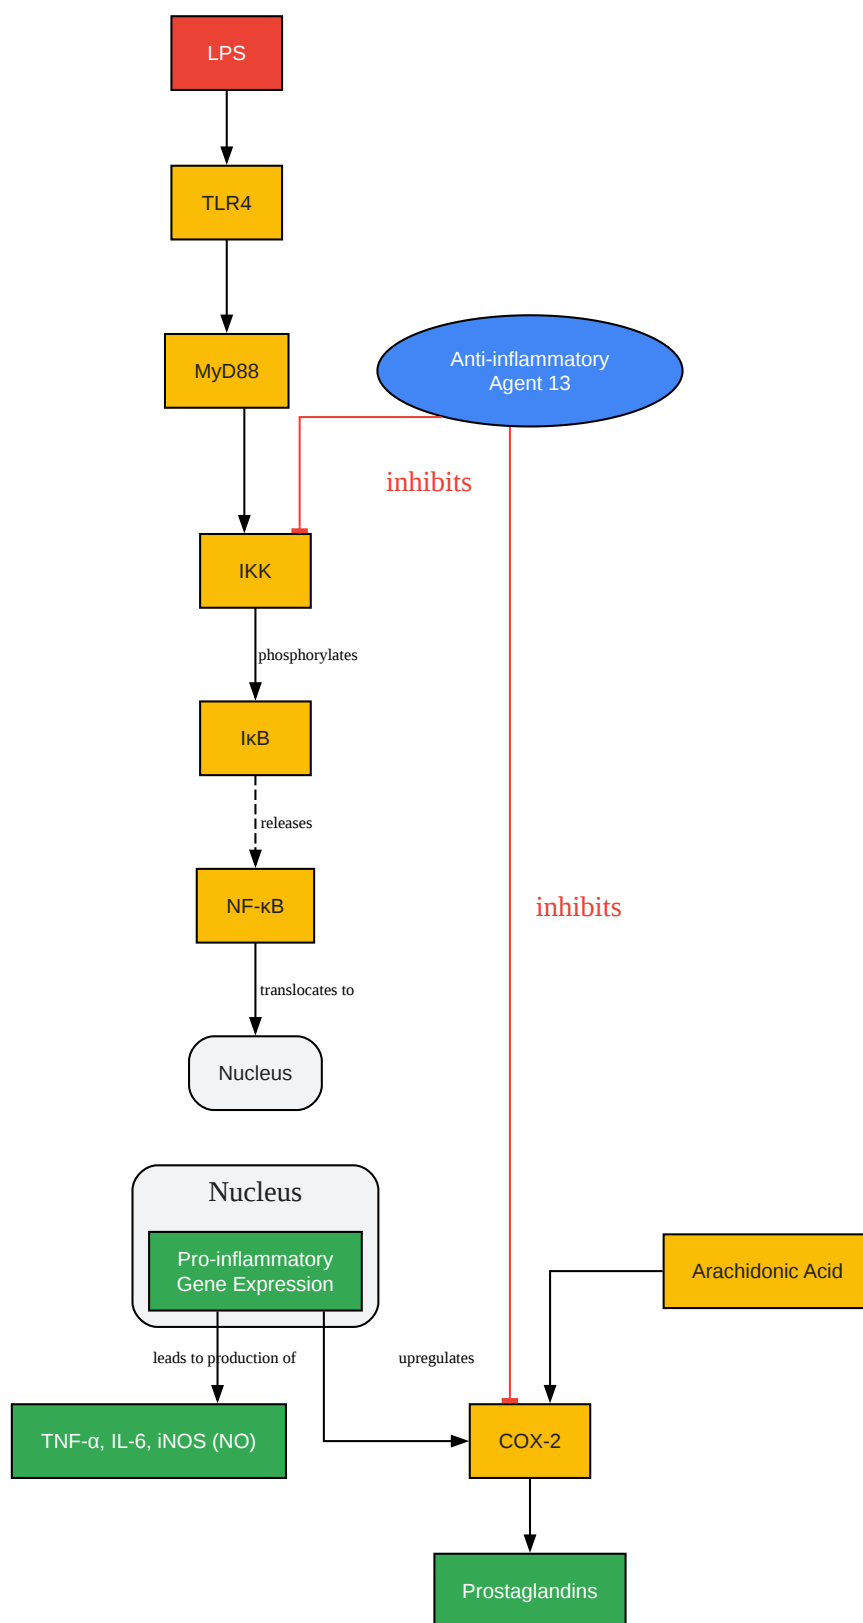 LPS
TLR4
MyD88
Anti-inflammatory
Agent 13
inhibits
IKK
phosphorylates
IκB
releases
NF-κB
inhibits
translocates to
Nucleus
Nucleus
Pro-inflammatory
Gene Expression
Arachidonic Acid
leads to production of
upregulates
TNF-α, IL-6, iNOS (NO)
COX-2
Prostaglandins